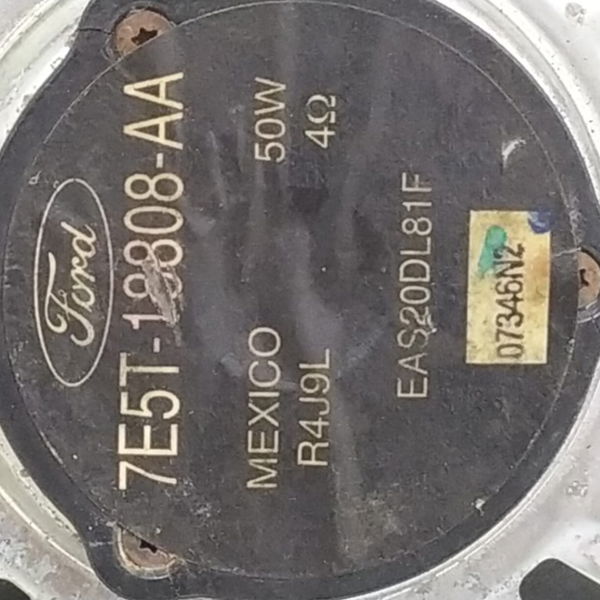 Ford
7E5T-18808-AA
MEXICO 50W
R4J9L 4Ω
EAS20DL81F
07346N2